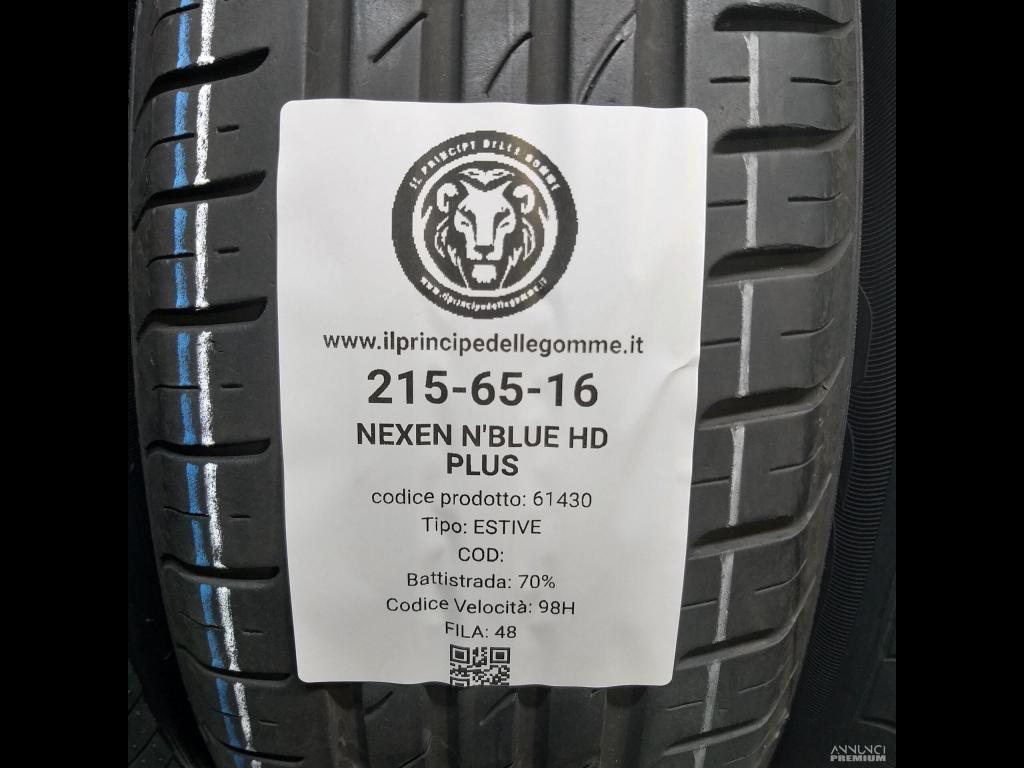 IL PRINCIPE DELLE GOMME
www.ilprincipedellegomme.it
www.ilprincipedellegomme.it
215-65-16
NEXEN N'BLUE HD
PLUS
codice prodotto: 61430
Tipo: ESTIVE
COD:
Battistrada: 70%
Codice Velocità: 98H
FILA: 48
ANNUNCI
PREMIUM